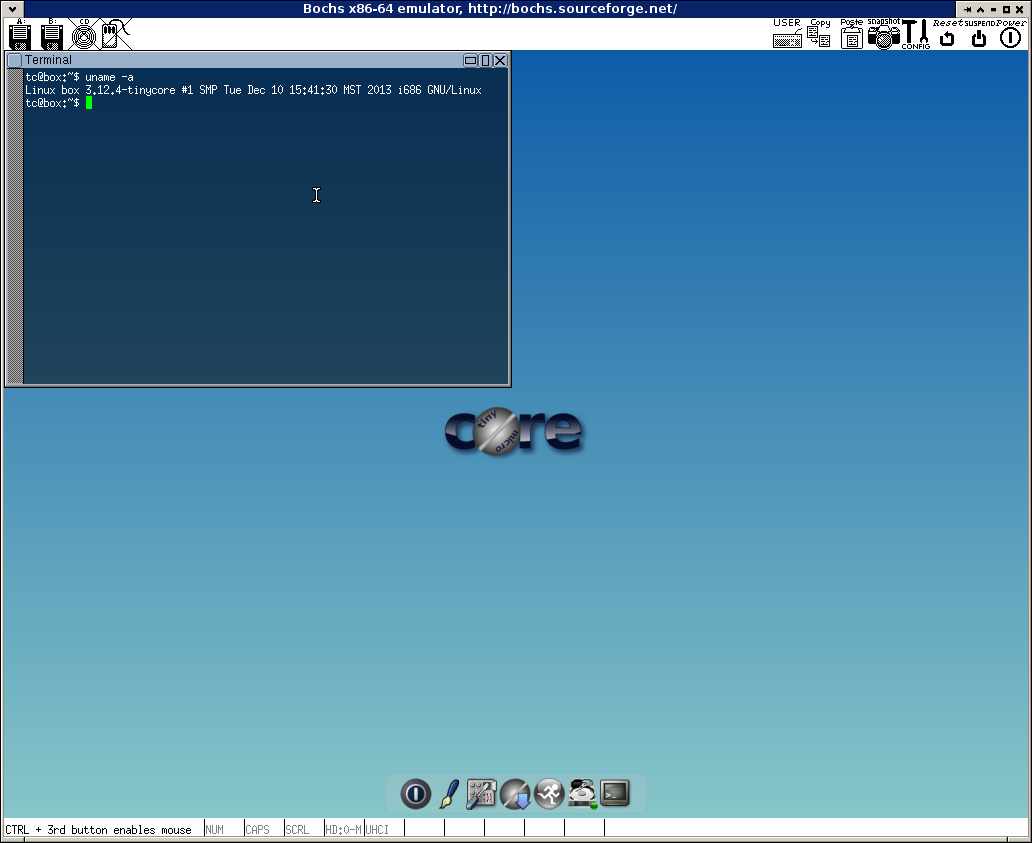 Bochs x86-64 emulator, http://bochs.sourceforge.net/
A: B: CD USER Copy Paste snapshot CONFIG Reset SUSPEND Power
Terminal
tc@box:~$ uname -a
Linux box 3.12.4-tinycore #1 SMP Tue Dec 10 15:41:30 MST 2013 i686 GNU/Linux
tc@box:~$
core
tiny
micro
CTRL + 3rd button enables mouse NUM CAPS SCRL HD:0-M UHCI